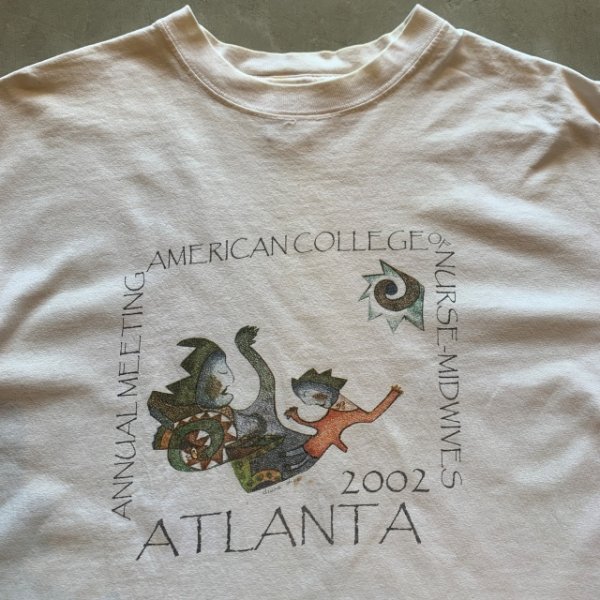 ANNUAL MEETING
AMERICAN COLLEGE OF
NURSE-MIDWIVES
2002
ATLANTA